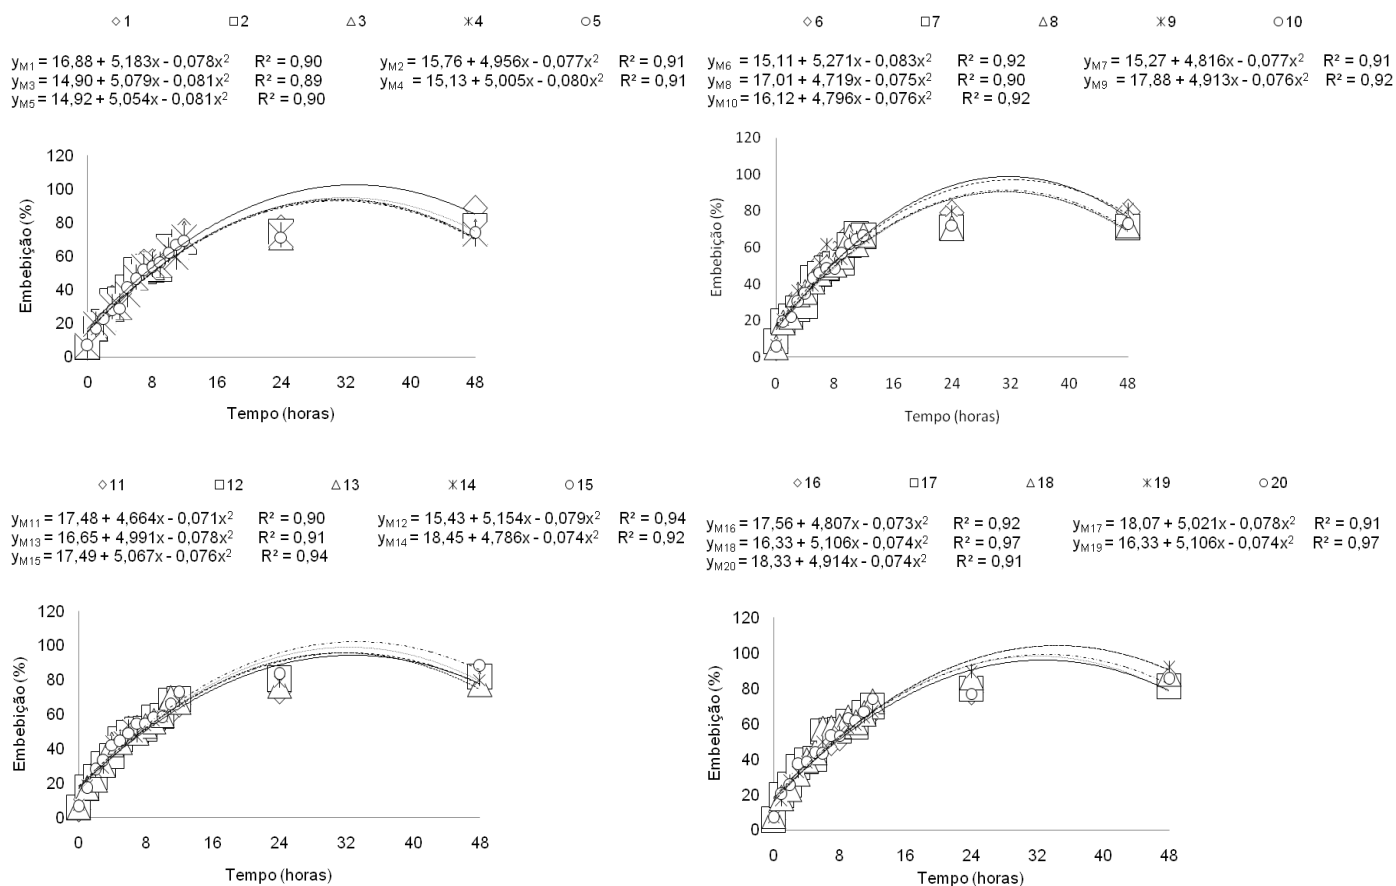 1 2 3 4 5
yM1 = 16,88 + 5,183x - 0,078x² R² = 0,90 yM2 = 15,76 + 4,956x - 0,077x² R² = 0,91
yM3 = 14,90 + 5,079x - 0,081x² R² = 0,89 yM4 = 15,13 + 5,005x - 0,080x² R² = 0,91
yM5 = 14,92 + 5,054x - 0,081x² R² = 0,90
120
100
80
60
40
20
0
Embebição (%)
0 8 16 24 32 40 48
Tempo (horas)
6 7 8 9 10
yM6 = 15,11 + 5,271x - 0,083x² R² = 0,92 yM7 = 15,27 + 4,816x - 0,077x² R² = 0,91
yM8 = 17,01 + 4,719x - 0,075x² R² = 0,90 yM9 = 17,88 + 4,913x - 0,076x² R² = 0,92
yM10 = 16,12 + 4,796x - 0,076x² R² = 0,92
120
100
80
60
40
20
0
Embebição (%)
0 8 16 24 32 40 48
Tempo (horas)
11 12 13 14 15
yM11 = 17,48 + 4,664x - 0,071x² R² = 0,90 yM12 = 15,43 + 5,154x - 0,079x² R² = 0,94
yM13 = 16,65 + 4,991x - 0,078x² R² = 0,91 yM14 = 18,45 + 4,786x - 0,074x² R² = 0,92
yM15 = 17,49 + 5,067x - 0,076x² R² = 0,94
120
100
80
60
40
20
0
Embebição (%)
0 8 16 24 32 40 48
Tempo (horas)
16 17 18 19 20
yM16 = 17,56 + 4,807x - 0,073x² R² = 0,92 yM17 = 18,07 + 5,021x - 0,078x² R² = 0,91
yM18 = 16,33 + 5,106x - 0,074x² R² = 0,97 yM19 = 16,33 + 5,106x - 0,074x² R² = 0,97
yM20 = 18,33 + 4,914x - 0,074x² R² = 0,91
120
100
80
60
40
20
0
Embebição (%)
0 8 16 24 32 40 48
Tempo (horas)